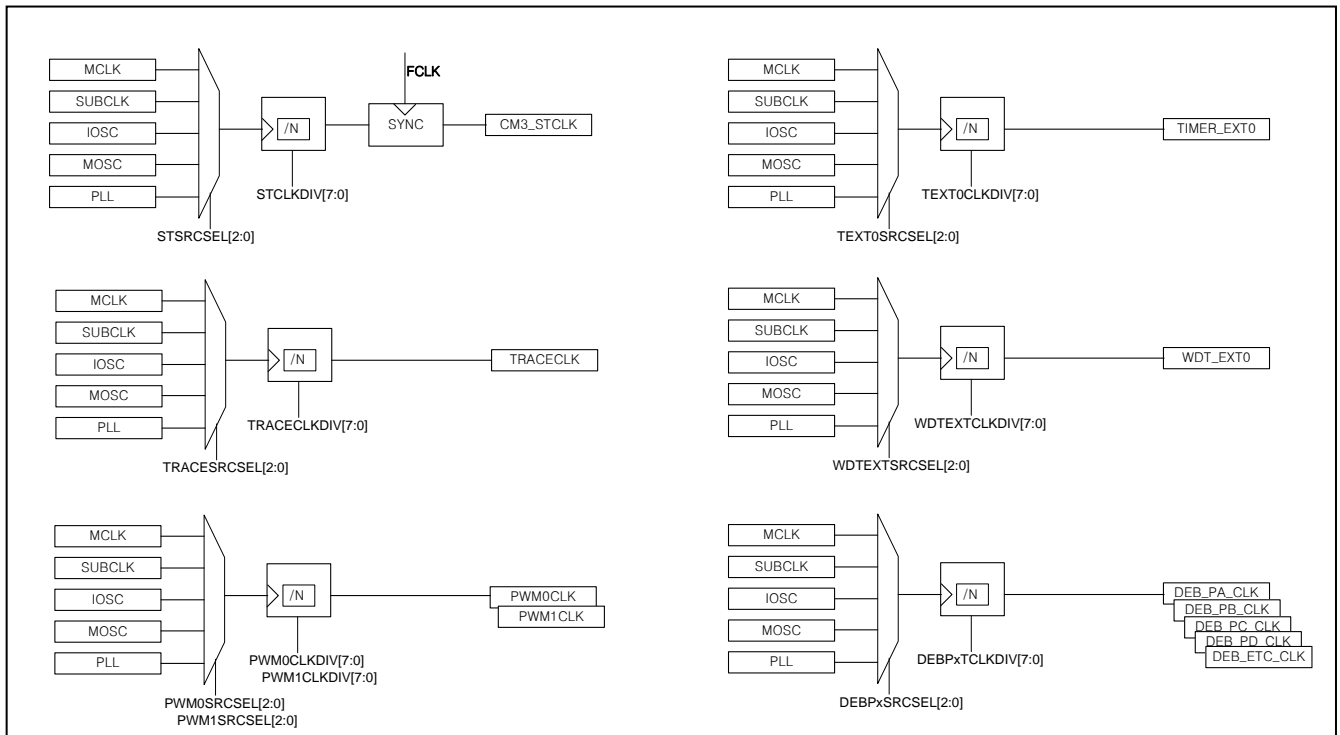 FCLK
MCLK
SUBCLK
IOSC
MOSC
PLL
/N
SYNC
CM3_STCLK
STCLKDIV[7:0]
STSRCSEL[2:0]
MCLK
SUBCLK
IOSC
MOSC
PLL
/N
TIMER_EXT0
TEXT0CLKDIV[7:0]
TEXT0SRCSEL[2:0]
MCLK
SUBCLK
IOSC
MOSC
PLL
/N
TRACECLK
TRACECLKDIV[7:0]
TRACESRCSEL[2:0]
MCLK
SUBCLK
IOSC
MOSC
PLL
/N
WDT_EXT0
WDTEXTCLKDIV[7:0]
WDTEXTSRCSEL[2:0]
MCLK
SUBCLK
IOSC
MOSC
PLL
/N
PWM0CLK
PWM1CLK
PWM0CLKDIV[7:0]
PWM1CLKDIV[7:0]
PWM0SRCSEL[2:0]
PWM1SRCSEL[2:0]
MCLK
SUBCLK
IOSC
MOSC
PLL
/N
DEB_PA_CLK
DEB_PB_CLK
DEB_PC_CLK
DEB_PD_CLK
DEB_ETC_CLK
DEBPxTCLKDIV[7:0]
DEBPxSRCSEL[2:0]